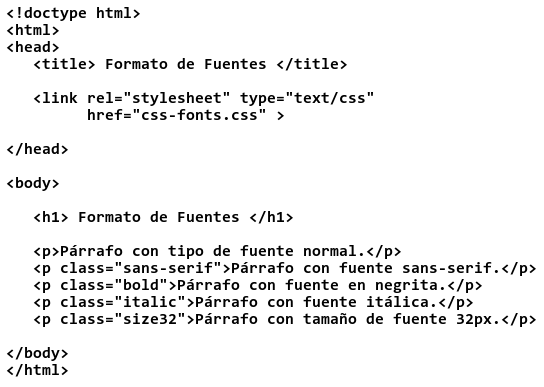 <!doctype html>
<html>
<head>
   <title> Formato de Fuentes </title>

   <link rel="stylesheet" type="text/css"
         href="css-fonts.css" >

</head>

<body>

   <h1> Formato de Fuentes </h1>

   <p>Párrafo con tipo de fuente normal.</p>
   <p class="sans-serif">Párrafo con fuente sans-serif.</p>
   <p class="bold">Párrafo con fuente en negrita.</p>
   <p class="italic">Párrafo con fuente itálica.</p>
   <p class="size32">Párrafo con tamaño de fuente 32px.</p>

</body>
</html>